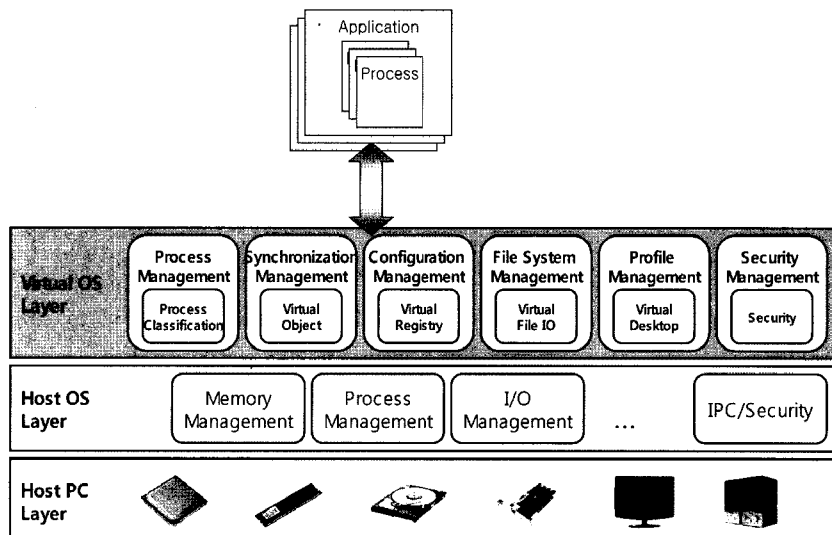 Application
Process
Virtual OS
Layer
Process
Management
Process
Classification
Synchronization
Management
Virtual
Object
Configuration
Management
Virtual
Registry
File System
Management
Virtual
File IO
Profile
Management
Virtual
Desktop
Security
Management
Security
Host OS
Layer
Memory
Management
Process
Management
I/O
Management
...
IPC/Security
Host PC
Layer